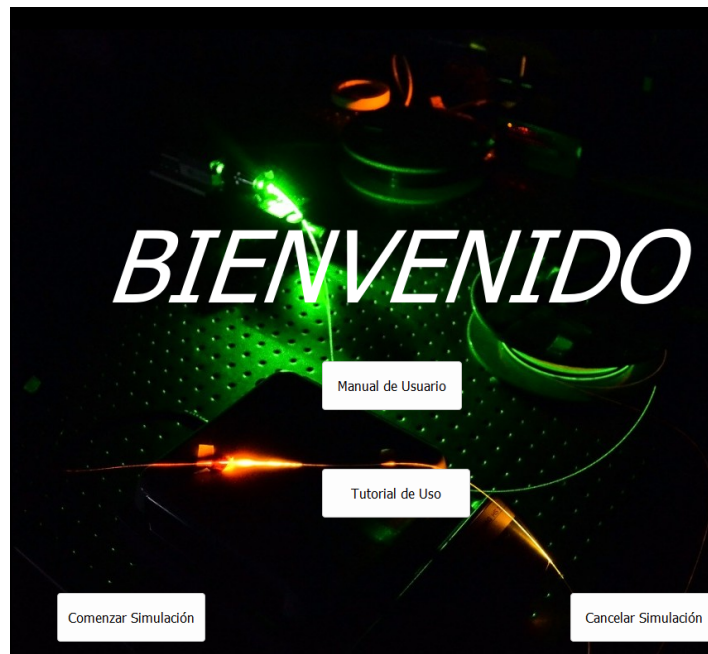 BIENVENIDO
Manual de Usuario
Tutorial de Uso
Comenzar Simulación
Cancelar Simulación